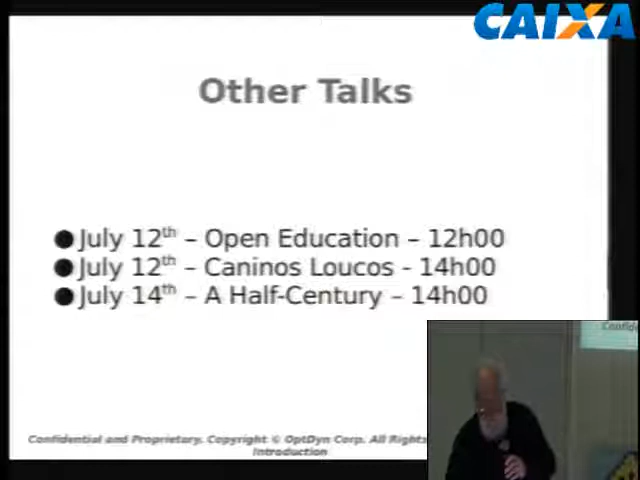 CAIXA
Other Talks
● July 12th – Open Education – 12h00
● July 12th – Caninos Loucos - 14h00
● July 14th – A Half-Century – 14h00
Confidential and Proprietary. Copyright © OptDyn Corp. All Rights
Introduction